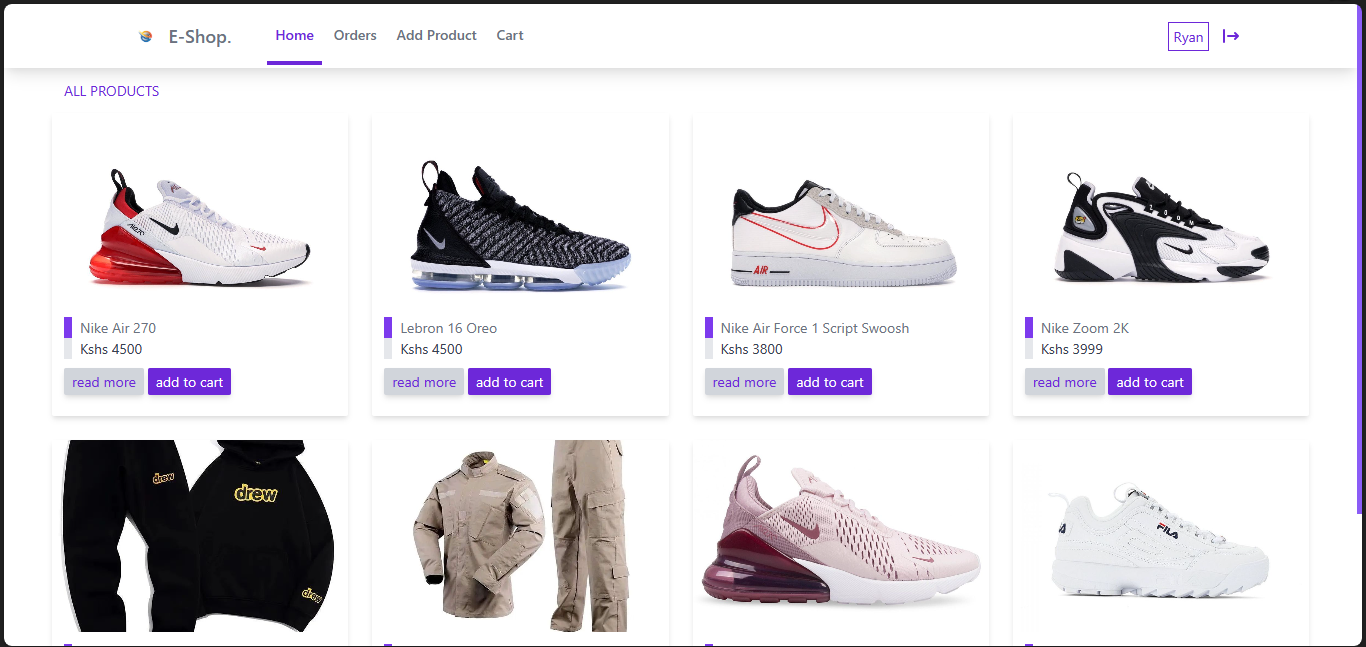 E-Shop. Home Orders Add Product Cart Ryan
ALL PRODUCTS
Nike Air 270
Kshs 4500
read more add to cart
Lebron 16 Oreo
Kshs 4500
read more add to cart
Nike Air Force 1 Script Swoosh
Kshs 3800
read more add to cart
Nike Zoom 2K
Kshs 3999
read more add to cart
AIR
ZOOM
drew
drew
drew
FILA